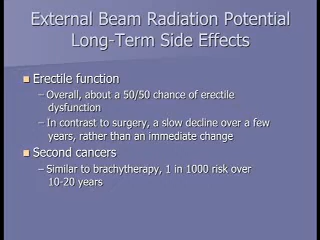 External Beam Radiation Potential
Long-Term Side Effects
Erectile function
– Overall, about a 50/50 chance of erectile
dysfunction
– In contrast to surgery, a slow decline over a few
years, rather than an immediate change
Second cancers
– Similar to brachytherapy, 1 in 1000 risk over
10-20 years